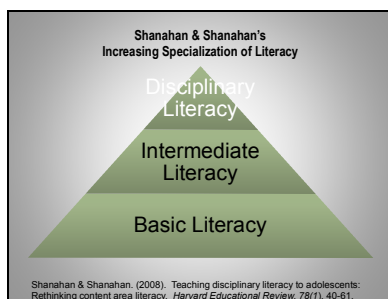 Shanahan & Shanahan's
Increasing Specialization of Literacy
Disciplinary
Literacy
Intermediate
Literacy
Basic Literacy
Shanahan & Shanahan. (2008). Teaching disciplinary literacy to adolescents:
Rethinking content area literacy. Harvard Educational Review, 78(1), 40-61.